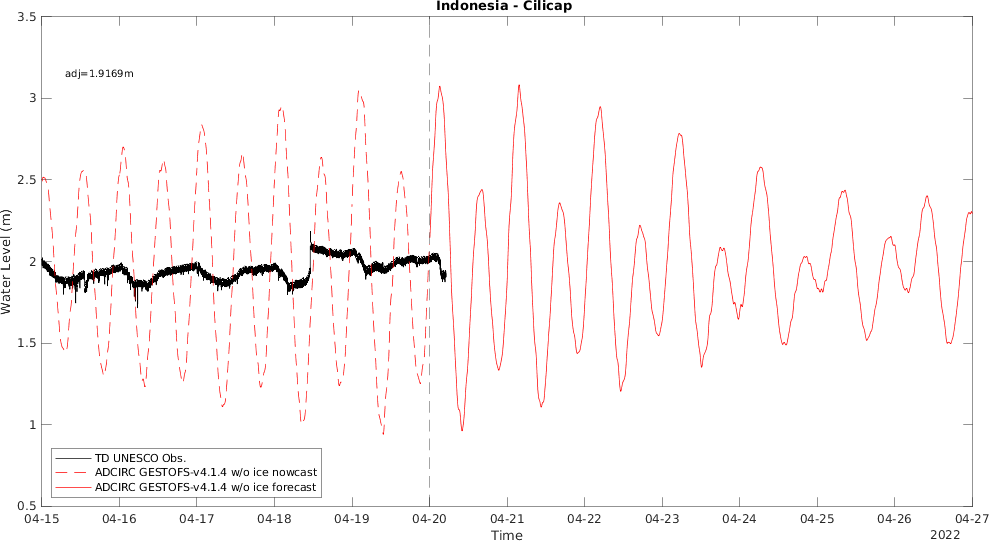 Indonesia - Cilicap
3.5
adj=1.9169m
3
2.5
2
1.5
1
0.5
Water Level (m)
TD UNESCO Obs.
ADCIRC GESTOFS-v4.1.4 w/o ice nowcast
ADCIRC GESTOFS-v4.1.4 w/o ice forecast
04-15 04-16 04-17 04-18 04-19 04-20 04-21 04-22 04-23 04-24 04-25 04-26 04-27
Time
2022